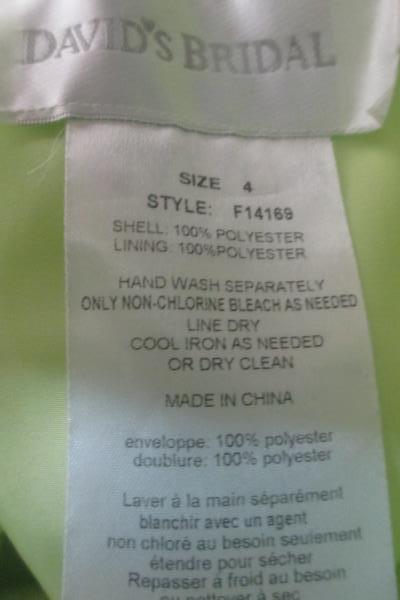 DAVID'S BRIDAL
SIZE 4
STYLE: F14169
SHELL: 100% POLYESTER
LINING: 100%POLYESTER
HAND WASH SEPARATELY
ONLY NON-CHLORINE BLEACH AS NEEDED
LINE DRY
COOL IRON AS NEEDED
OR DRY CLEAN
MADE IN CHINA
enveloppe: 100% polyester
doublure: 100% polyester
Laver à la main séparément
blanchir avec un agent
non chloré au besoin seulement
étendre pour sécher
Repasser à froid au besoin
ou nettoyer à sec